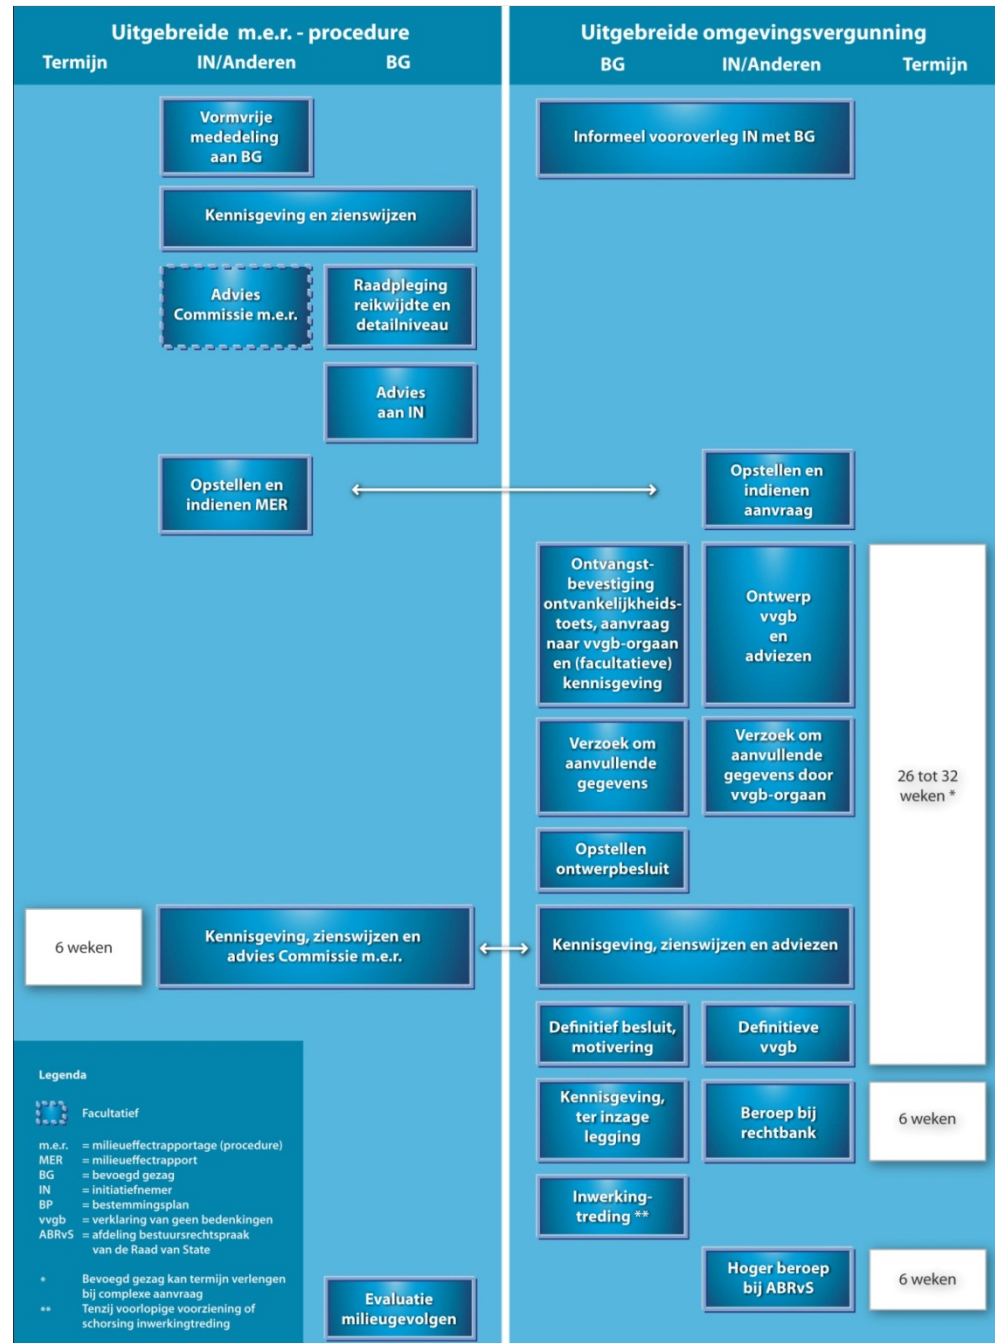 Uitgebreide m.e.r. - procedure
Termijn
IN/Anderen
BG
Vormvrije
mededeling
aan BG
Kennisgeving en zienswijzen
Advies
Commissie m.e.r.
Raadpleging
reikwijdte en
detailniveau
Advies
aan IN
Opstellen en
indienen MER
6 weken
Kennisgeving, zienswijzen en
advies Commissie m.e.r.
Evaluatie
milieugevolgen
Uitgebreide omgevingsvergunning
BG
IN/Anderen
Termijn
Informeel vooroverleg IN met BG
Opstellen en
indienen
aanvraag
Ontvangst-
bevestiging
ontvankelijkheids-
toets, aanvraag
naar vvgb-orgaan
en (facultatieve)
kennisgeving
Ontwerp
vvgb
en
adviezen
Verzoek om
aanvullende
gegevens
Verzoek om
aanvullende
gegevens door
vvgb-orgaan
26 tot 32
weken *
Opstellen
ontwerpbesluit
Kennisgeving, zienswijzen en adviezen
Definitief besluit,
motivering
Definitieve
vvgb
Kennisgeving,
ter inzage
legging
Beroep bij
rechtbank
6 weken
Inwerking-
treding **
Hoger beroep
bij ABRvS
6 weken
Legenda
Facultatief
m.e.r. = milieueffectrapportage (procedure)
MER = milieueffectrapport
BG = bevoegd gezag
IN = initiatiefnemer
BP = bestemmingsplan
vvgb = verklaring van geen bedenkingen
ABRvS = afdeling bestuursrechtspraak
van de Raad van State
* Bevoegd gezag kan termijn verlengen
bij complexe aanvraag
** Tenzij voorlopige voorziening of
schorsing inwerkingtreding